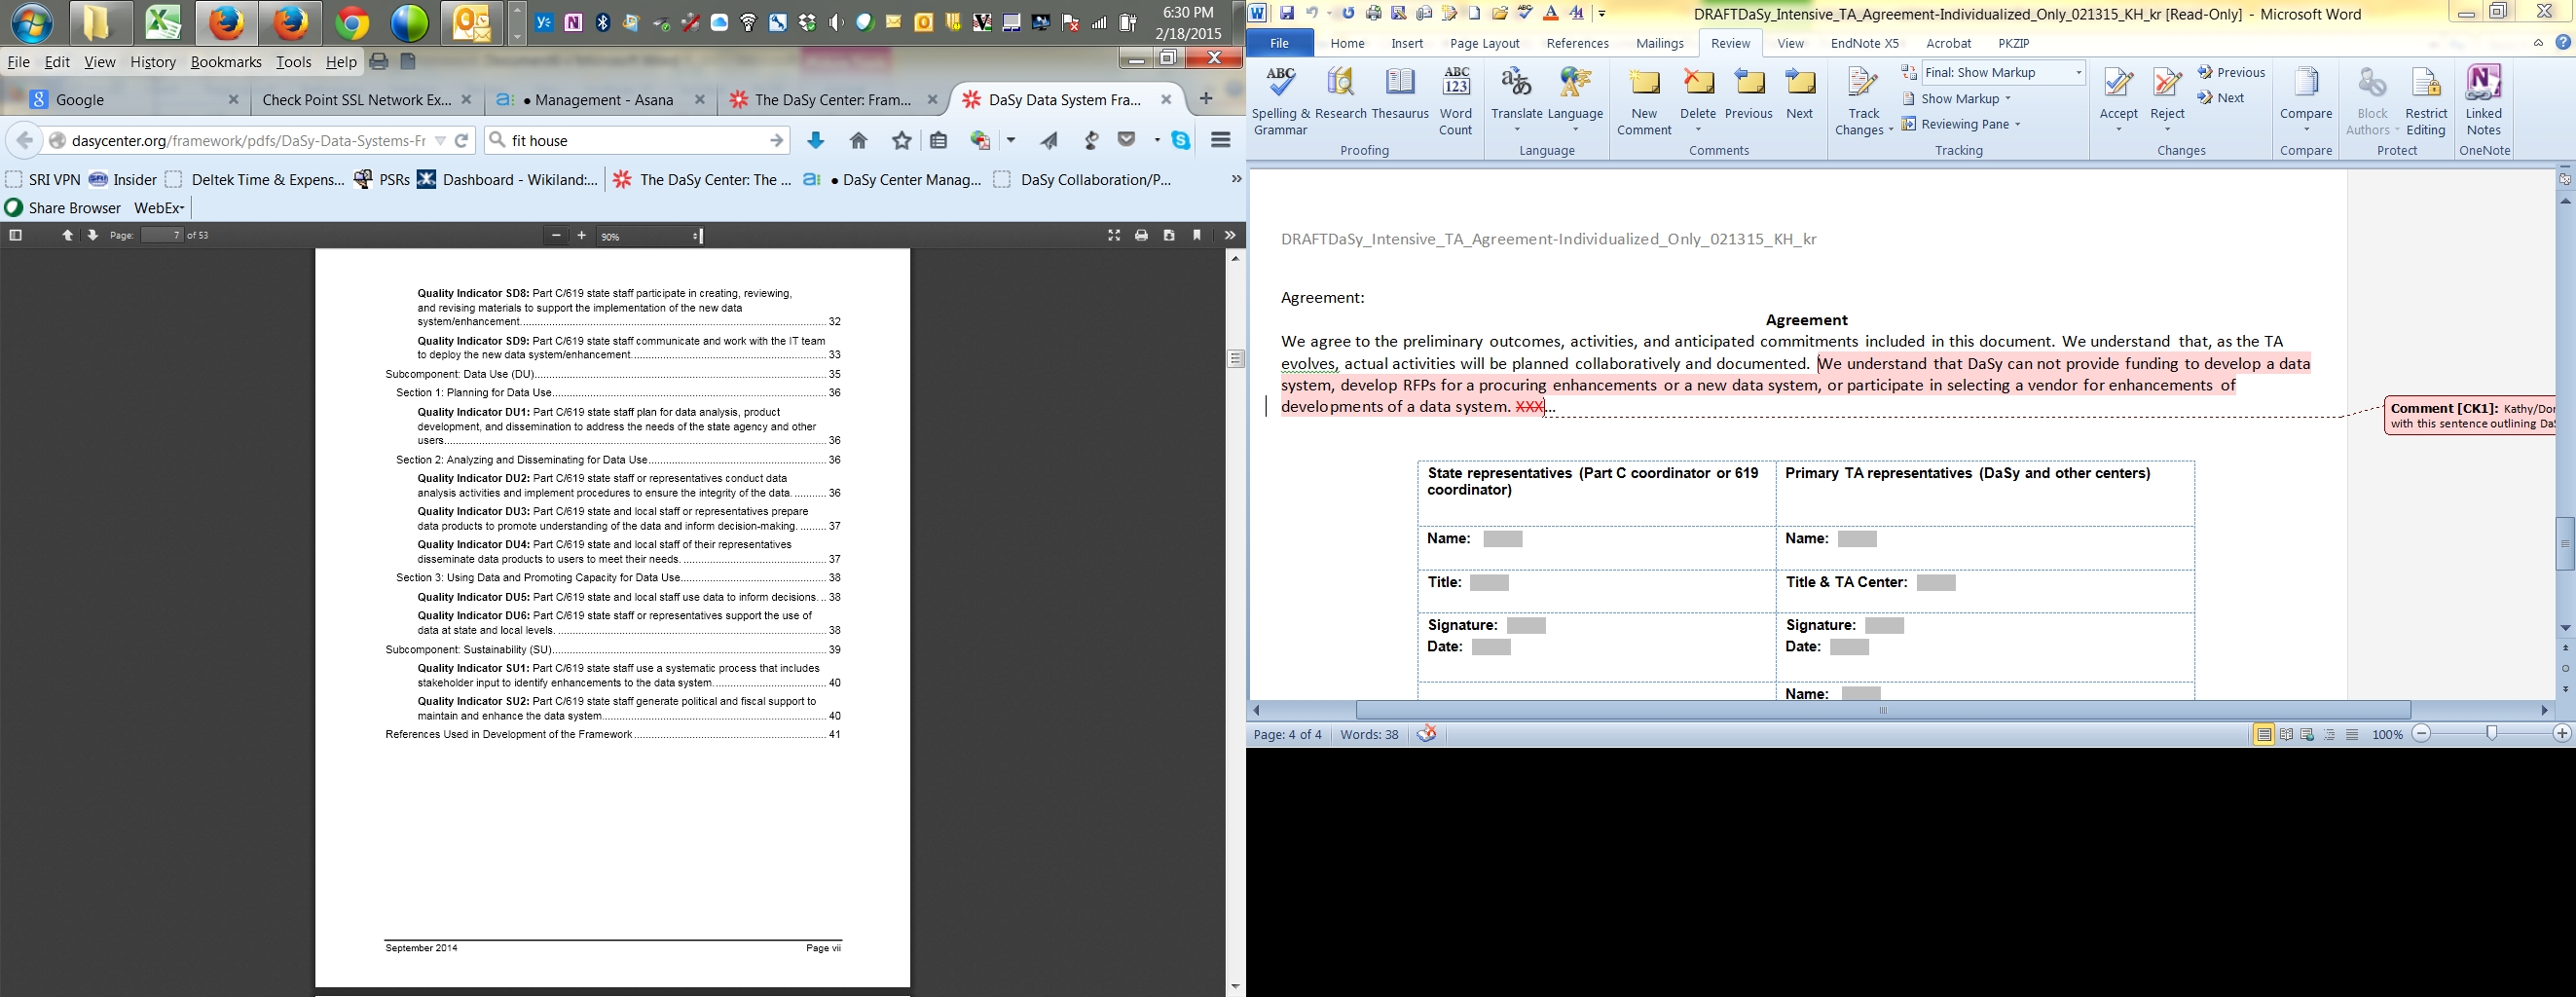 6:30 PM
2/18/2015
File Edit View History Bookmarks Tools Help
Google
Check Point SSL Network Ex...
a: ● Management - Asana
The DaSy Center: Fram...
DaSy Data System Fra...
dasycenter.org/framework/pdfs/DaSy-Data-Systems-Fr
fit house
SRI VPN Insider Deltek Time & Expens... PSRs Dashboard - Wikiland:... The DaSy Center: The ... a: ● DaSy Center Manag... DaSy Collaboration/P...
Share Browser WebEx
Page: 7 of 53
90%
Quality Indicator SD8: Part C/619 state staff participate in creating, reviewing,
and revising materials to support the implementation of the new data
system/enhancement 32
Quality Indicator SD9: Part C/619 state staff communicate and work with the IT team
to deploy the new data system/enhancement 33
Subcomponent: Data Use (DU) 35
Section 1: Planning for Data Use 36
Quality Indicator DU1: Part C/619 state staff plan for data analysis, product
development, and dissemination to address the needs of the state agency and other
users 36
Section 2: Analyzing and Disseminating for Data Use 36
Quality Indicator DU2: Part C/619 state staff or representatives conduct data
analysis activities and implement procedures to ensure the integrity of the data. 36
Quality Indicator DU3: Part C/619 state and local staff or representatives prepare
data products to promote understanding of the data and inform decision-making. 37
Quality Indicator DU4: Part C/619 state and local staff of their representatives
disseminate data products to users to meet their needs. 37
Section 3: Using Data and Promoting Capacity for Data Use 38
Quality Indicator DU5: Part C/619 state and local staff use data to inform decisions. 38
Quality Indicator DU6: Part C/619 state staff or representatives support the use of
data at state and local levels. 38
Subcomponent: Sustainability (SU) 39
Quality Indicator SU1: Part C/619 state staff use a systematic process that includes
stakeholder input to identify enhancements to the data system 40
Quality Indicator SU2: Part C/619 state staff generate political and fiscal support to
maintain and enhance the data system 40
References Used in Development of the Framework 41
September 2014 Page vii
DRAFTDaSy_Intensive_TA_Agreement-Individualized_Only_021315_KH_kr [Read-Only] - Microsoft Word
File Home Insert Page Layout References Mailings Review View EndNote X5 Acrobat PKZIP
Spelling & Grammar
Research
Thesaurus
Word Count
Proofing
Translate
Language
Language
New Comment
Delete
Previous
Next
Comments
Track Changes
Final: Show Markup
Show Markup
Reviewing Pane
Tracking
Accept
Reject
Previous
Next
Changes
Compare
Compare
Block Authors
Restrict Editing
Protect
Linked Notes
OneNote
DRAFTDaSy_Intensive_TA_Agreement-Individualized_Only_021315_KH_kr
Agreement:
Agreement
We agree to the preliminary outcomes, activities, and anticipated commitments included in this document. We understand that, as the TA
evolves, actual activities will be planned collaboratively and documented. We understand that DaSy can not provide funding to develop a data
system, develop RFPs for a procuring enhancements or a new data system, or participate in selecting a vendor for enhancements of
developments of a data system. XXX...
Comment [CK1]: Kathy/Dor
with this sentence outlining DaS
State representatives (Part C coordinator or 619
coordinator)
Primary TA representatives (DaSy and other centers)
Name:
Name:
Title:
Title & TA Center:
Signature:
Date:
Signature:
Date:
Name:
Page: 4 of 4 Words: 38
100%